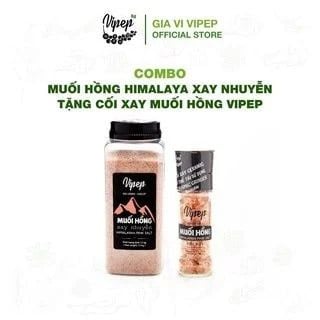 Vipep
GIA VỊ VIPEP
OFFICIAL STORE
COMBO
MUỐI HỒNG HIMALAYA XAY NHUYỄN
TẶNG CỐI XAY MUỐI HỒNG VIPEP
Vipep
MUỐI HỒNG
xay nhuyễn
HIMALAYAN PINK SALT
Vipep
MUỐI HỒNG